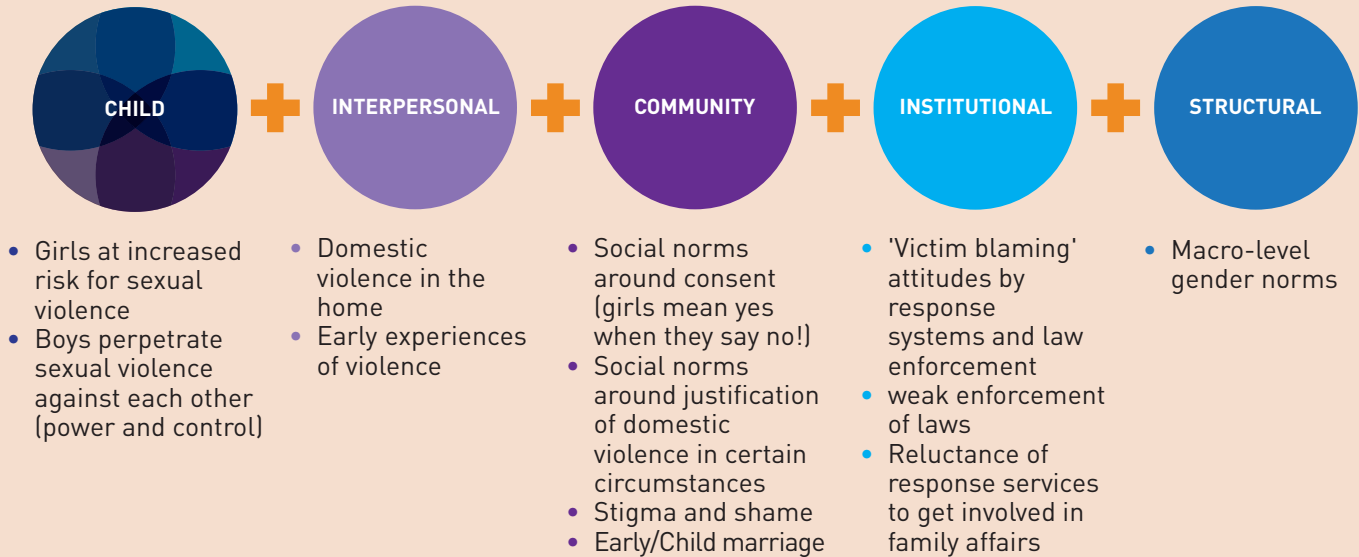 CHILD
INTERPERSONAL
COMMUNITY
INSTITUTIONAL
STRUCTURAL
• Girls at increased
risk for sexual
violence
• Boys perpetrate
sexual violence
against each other
(power and control)
• Domestic
violence in the
home
• Early experiences
of violence
• Social norms
around consent
(girls mean yes
when they say no!)
• Social norms
around justification
of domestic
violence in certain
circumstances
• Stigma and shame
• Early/Child marriage
• 'Victim blaming'
attitudes by
response
systems and law
enforcement
• weak enforcement
of laws
• Reluctance of
response services
to get involved in
family affairs
• Macro-level
gender norms